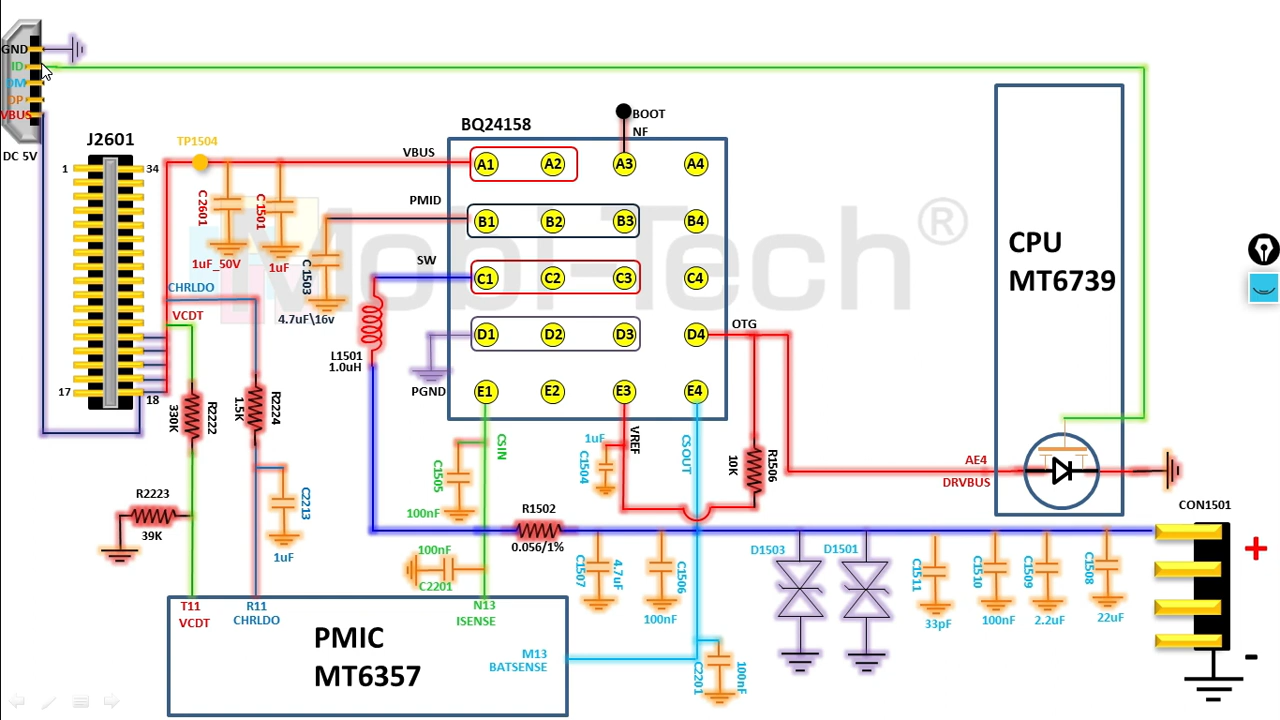 GND
ID
DM
DP
VBUS
DC 5V
J2601
1
34
17
18
TP1504
C2601
1uF_50V
C1501
1uF
CHRLDO
VCDT
C1503
4.7uF\16v
R2222
330K
R2224
1.5K
R2223
39K
C2213
1uF
Mobi-Tech®
BQ24158
BOOT
NF
VBUS
A1 A2 A3 A4
PMID
B1 B2 B3 B4
SW
C1 C2 C3 C4
L1501
1.0uH
D1 D2 D3 D4
OTG
PGND
E1 E2 E3 E4
CSIN
C1505
100nF
1uF
C1504
VREF
CSOUT
R1506
10K
R1502
0.056/1%
100nF
C2201
C1507
4.7uF
C1506
100nF
D1503
D1501
C1511
33pF
C1510
100nF
C1509
2.2uF
C1508
22uF
CPU
MT6739
AE4
DRVBUS
CON1501
+
-
T11
VCDT
R11
CHRLDO
N13
ISENSE
PMIC
MT6357
M13
BATSENSE
C2201
100nF